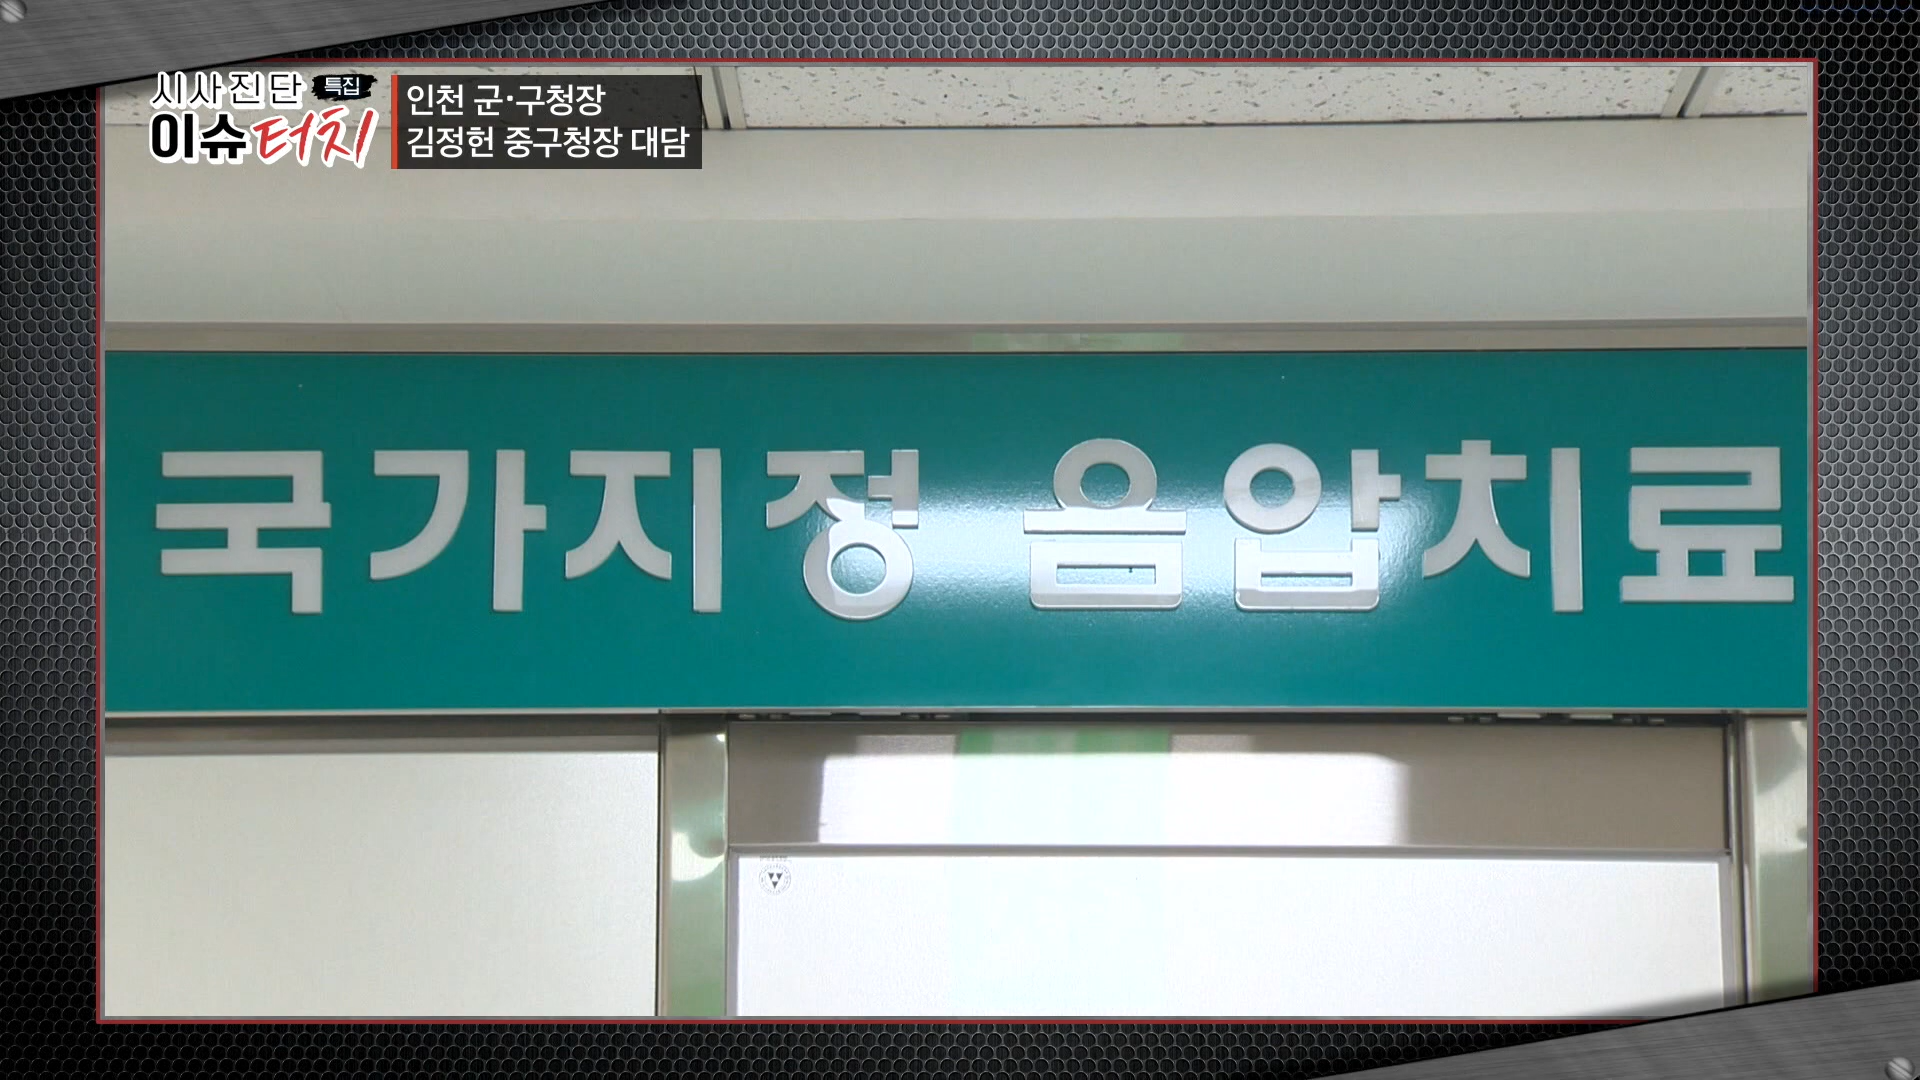 시사진단 특집
이슈터치
인천 군·구청장
김정헌 중구청장 대담
국가지정 음압치료